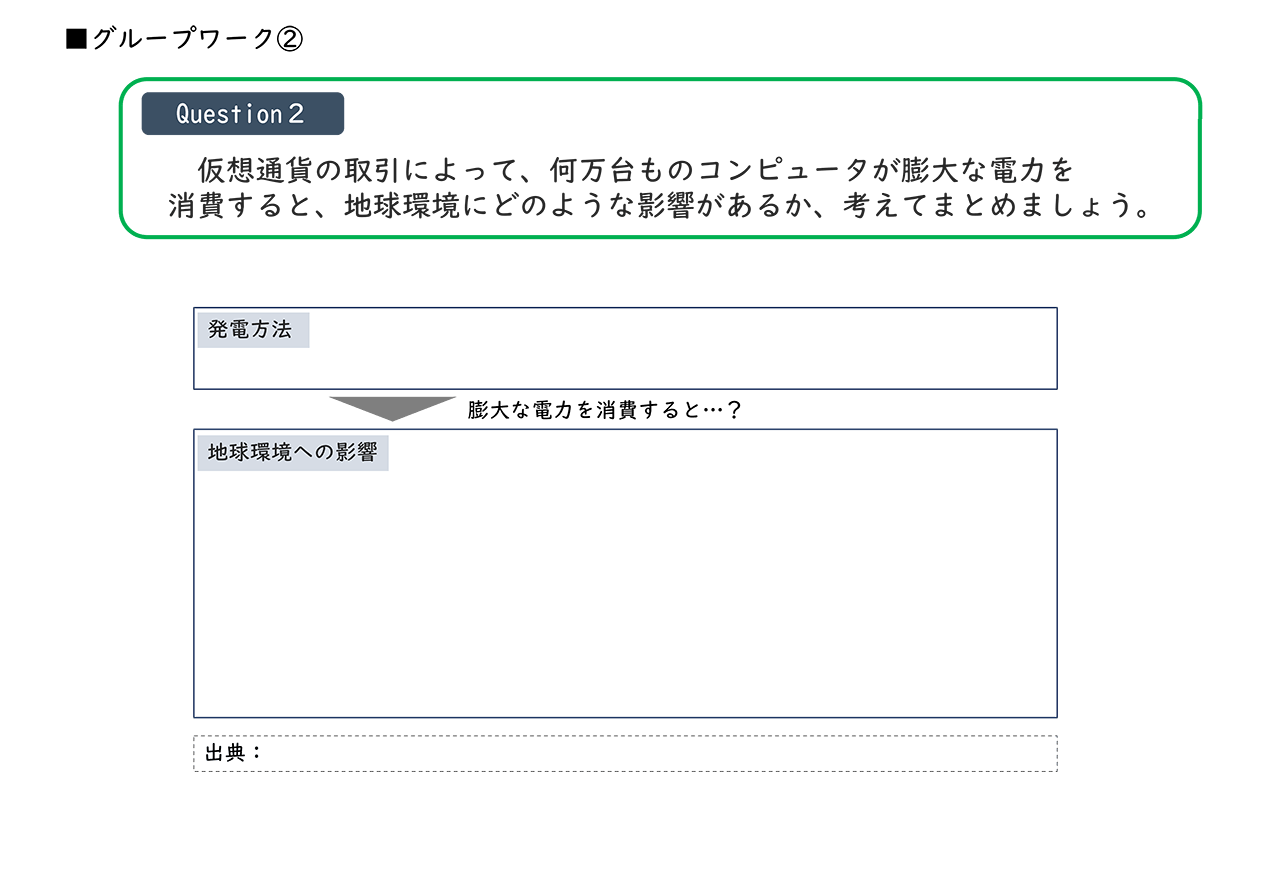 ■グループワーク②
Question２
仮想通貨の取引によって、何万台ものコンピュータが膨大な電力を
消費すると、地球環境にどのような影響があるか、考えてまとめましょう。
発電方法
膨大な電力を消費すると…？
地球環境への影響
出典：